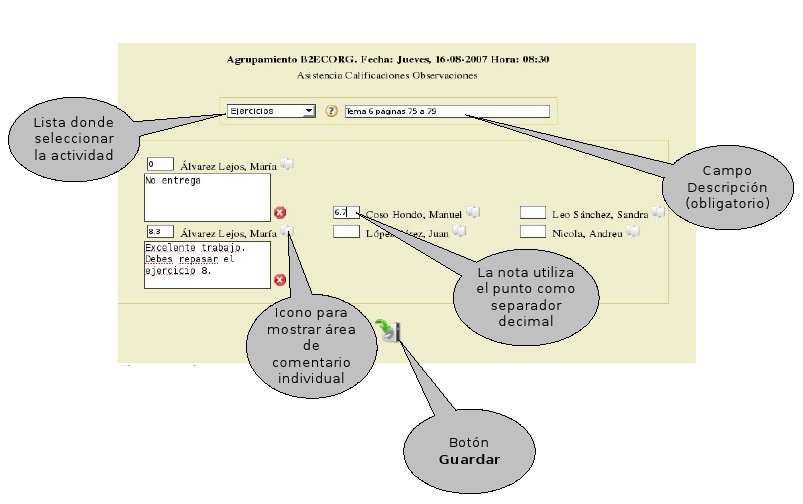 Agrupamiento B2ECORG. Fecha: Jueves, 16-08-2007 Hora: 08:30
Asistencia Calificaciones Observaciones
Ejercicios
Tema 6 páginas 75 a 79
Lista donde
seleccionar
la actividad
Campo
Descripción
(obligatorio)
0 Álvarez Lejos, María
No entrega
6.7 Coso Hondo, Manuel
Leo Sánchez, Sandra
8.3 Álvarez Lejos, María
Juan
Nicola, Andreu
Excelente trabajo.
Debes repasar el
ejercicio 8.
La nota utiliza
el punto como
separador
decimal
Icono para
mostrar área
de
comentario
individual
Botón
Guardar